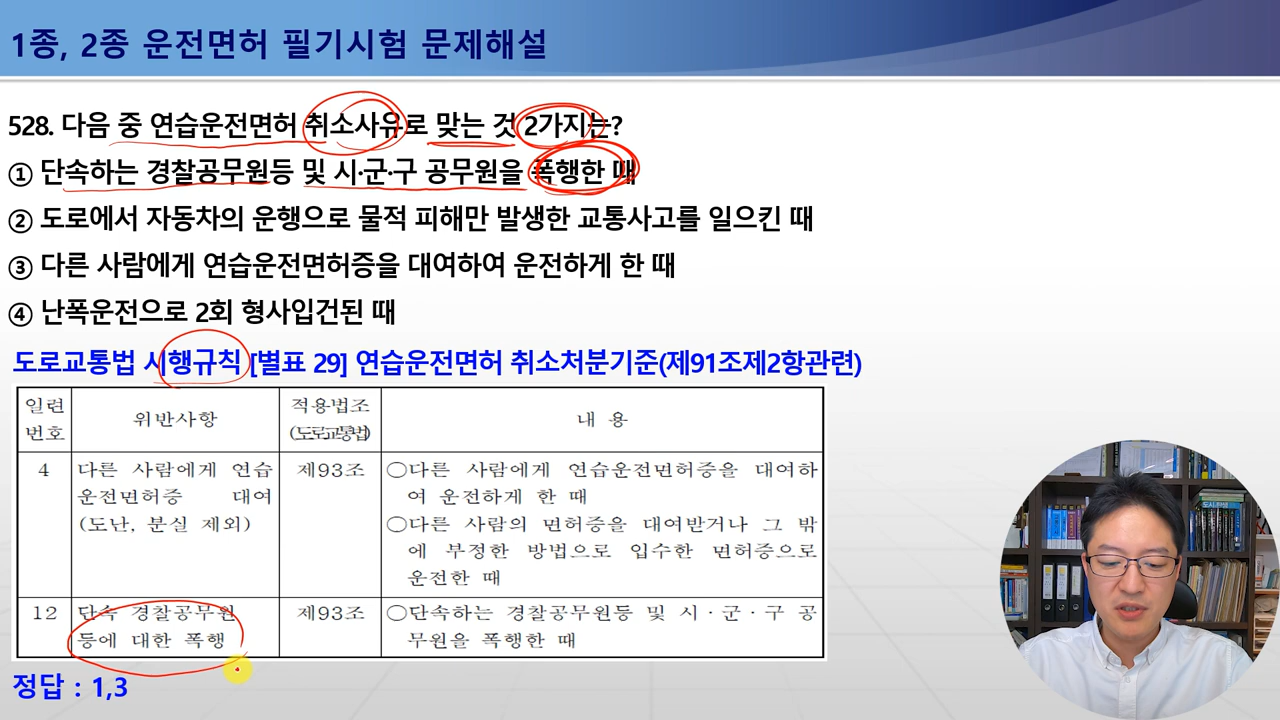 1종, 2종 운전면허 필기시험 문제해설
528. 다음 중 연습운전면허 취소사유로 맞는 것 2가지는?
① 단속하는 경찰공무원등 및 시·군·구 공무원을 폭행한 때
② 도로에서 자동차의 운행으로 물적 피해만 발생한 교통사고를 일으킨 때
③ 다른 사람에게 연습운전면허증을 대여하여 운전하게 한 때
④ 난폭운전으로 2회 형사입건된 때
도로교통법 시행규칙 [별표 29] 연습운전면허 취소처분기준(제91조제2항관련)
일련
번호
위반사항
적용법조
(도로교통법)
내 용
4
다른 사람에게 연습
운전면허증 대여
(도난, 분실 제외)
제93조
○다른 사람에게 연습운전면허증을 대여하
여 운전하게 한 때
○다른 사람의 면허증을 대여받거나 그 밖
에 부정한 방법으로 입수한 면허증으로
운전한 때
12
단속 경찰공무원
등에 대한 폭행
제93조
○단속하는 경찰공무원등 및 시·군·구 공
무원을 폭행한 때
정답 : 1,3